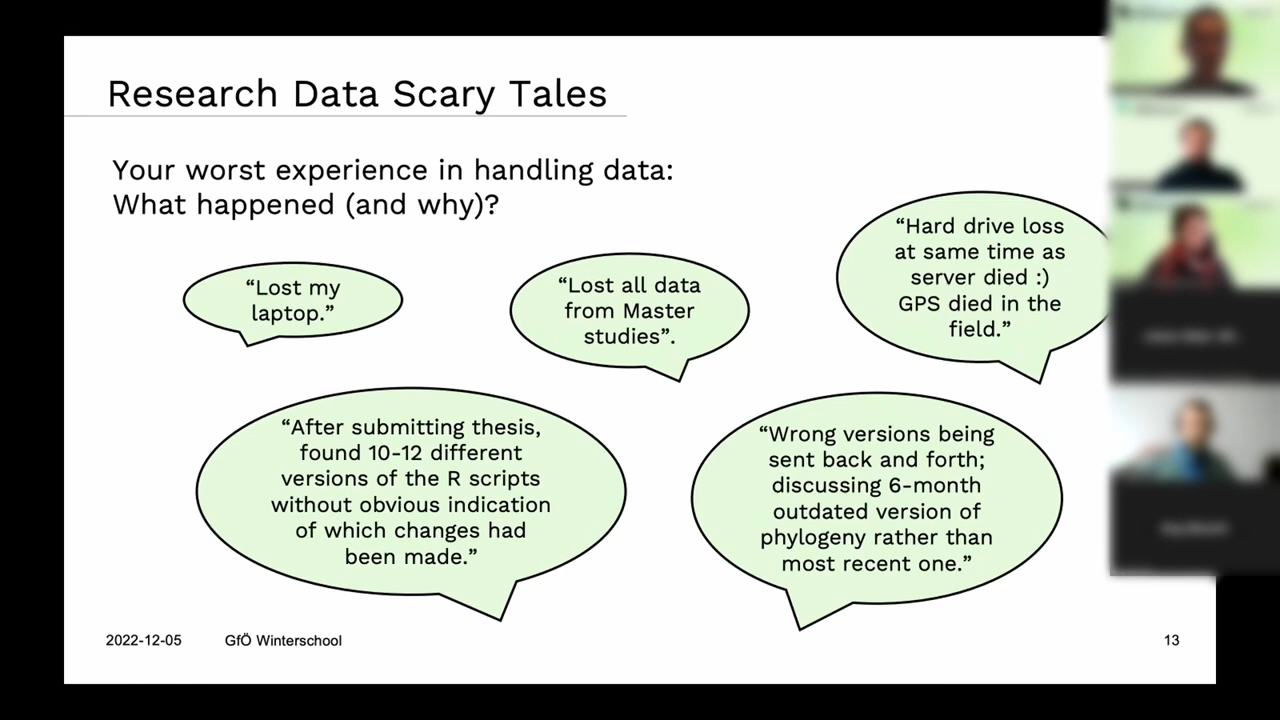 Research Data Scary Tales
Your worst experience in handling data:
What happened (and why)?
“Lost my
laptop.”
“Lost all data
from Master
studies”.
“Hard drive loss
at same time as
server died :)
GPS died in the
field.”
“After submitting thesis,
found 10-12 different
versions of the R scripts
without obvious indication
of which changes had
been made.”
“Wrong versions being
sent back and forth;
discussing 6-month
outdated version of
phylogeny rather than
most recent one.”
2022-12-05
GfÖ Winterschool
13